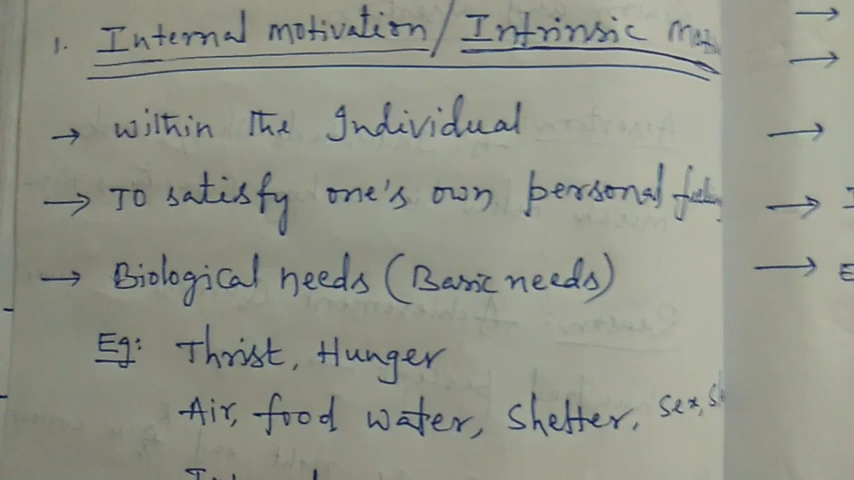 1. Internal motivation / Intrinsic
→ within the Individual
→ To satisfy one's own personal
→ Biological needs (Basic needs)
Eg: Thrist, Hunger
Air, food water, Shelter, Sex,